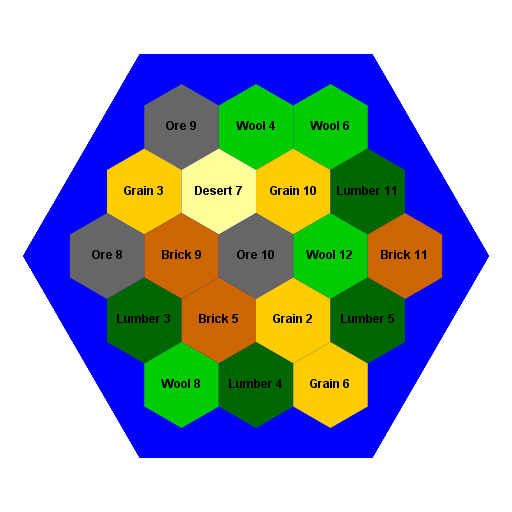 Ore 9 Wool 4 Wool 6
Grain 3 Desert 7 Grain 10 Lumber 11
Ore 8 Brick 9 Ore 10 Wool 12 Brick 11
Lumber 3 Brick 5 Grain 2 Lumber 5
Wool 8 Lumber 4 Grain 6